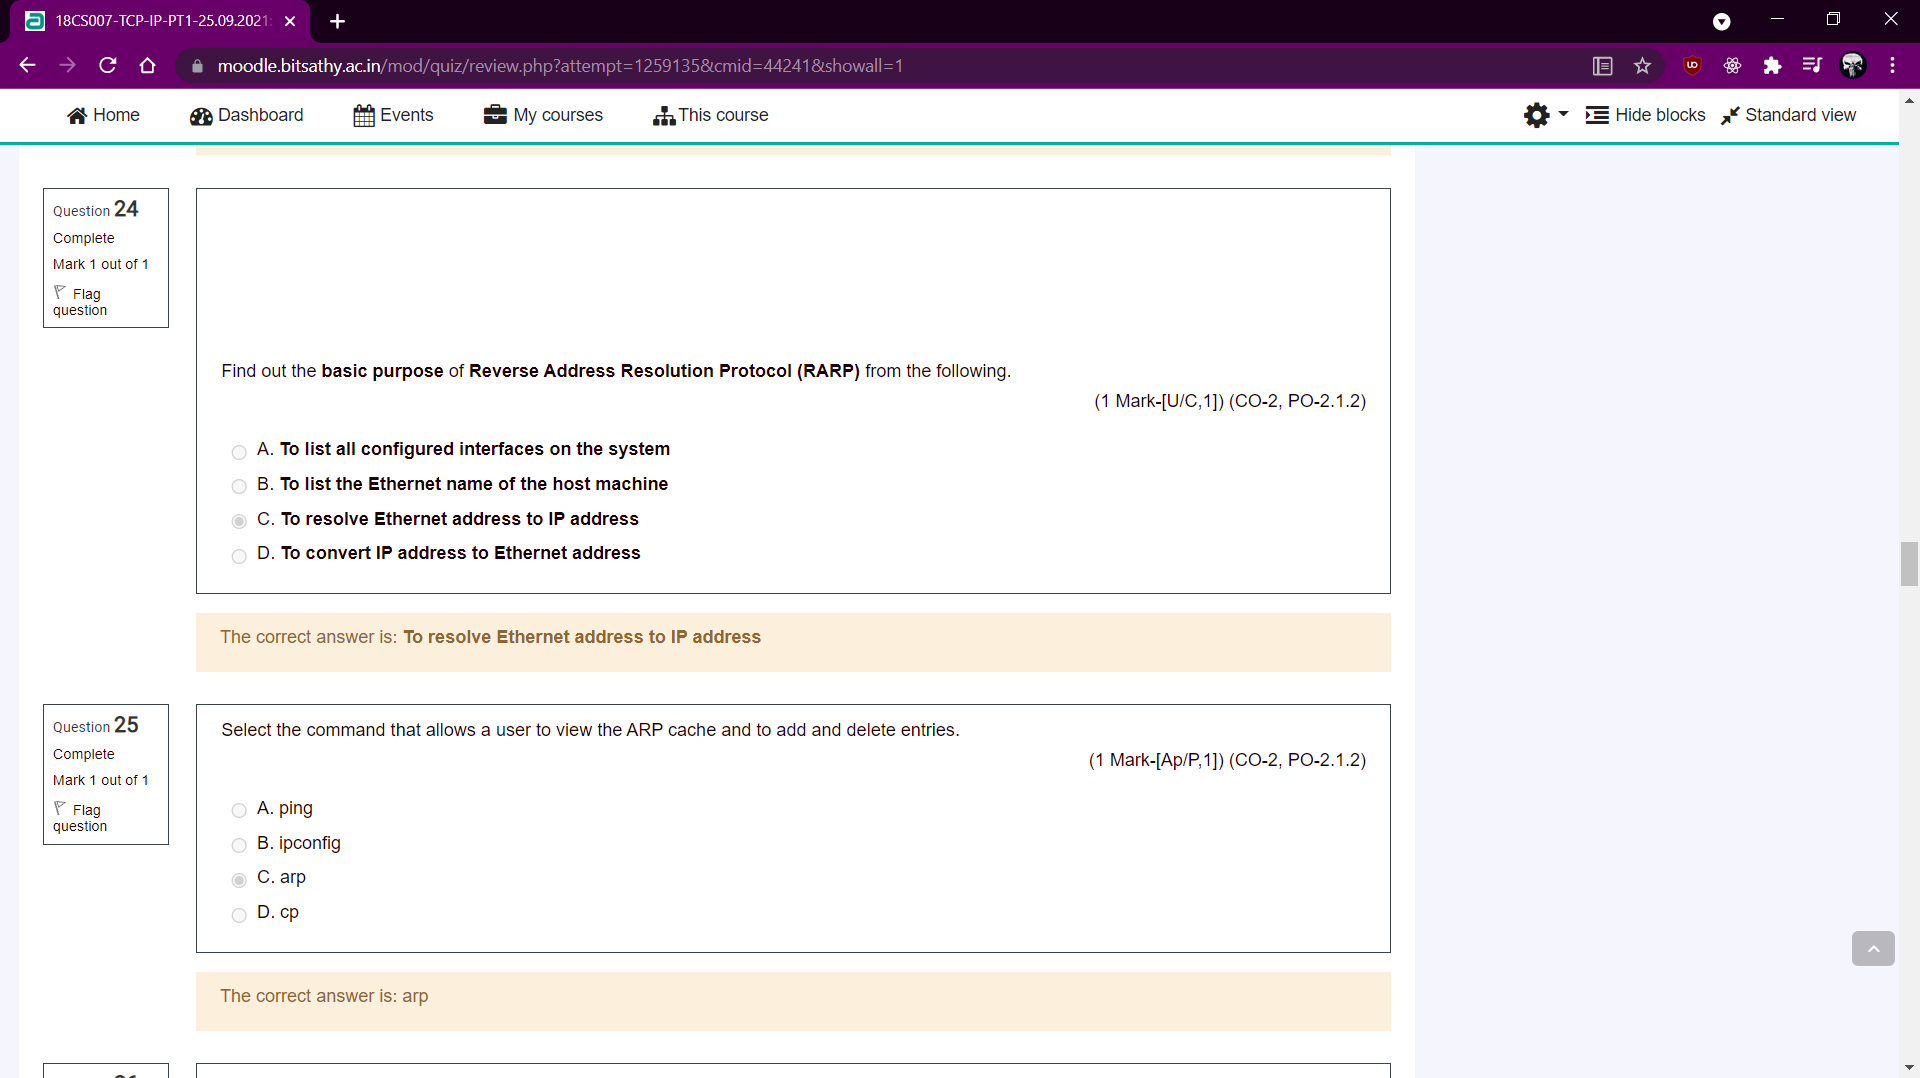 18CS007-TCP-IP-PT1-25.09.2021
moodle.bitsathy.ac.in/mod/quiz/review.php?attempt=1259135&cmid=44241&showall=1
Home Dashboard Events My courses This course Hide blocks Standard view
Question 24
Complete
Mark 1 out of 1
Flag
question
Find out the basic purpose of Reverse Address Resolution Protocol (RARP) from the following.
(1 Mark-[U/C,1]) (CO-2, PO-2.1.2)
A. To list all configured interfaces on the system
B. To list the Ethernet name of the host machine
C. To resolve Ethernet address to IP address
D. To convert IP address to Ethernet address
The correct answer is: To resolve Ethernet address to IP address
Question 25
Complete
Mark 1 out of 1
Flag
question
Select the command that allows a user to view the ARP cache and to add and delete entries.
(1 Mark-[Ap/P,1]) (CO-2, PO-2.1.2)
A. ping
B. ipconfig
C. arp
D. cp
The correct answer is: arp